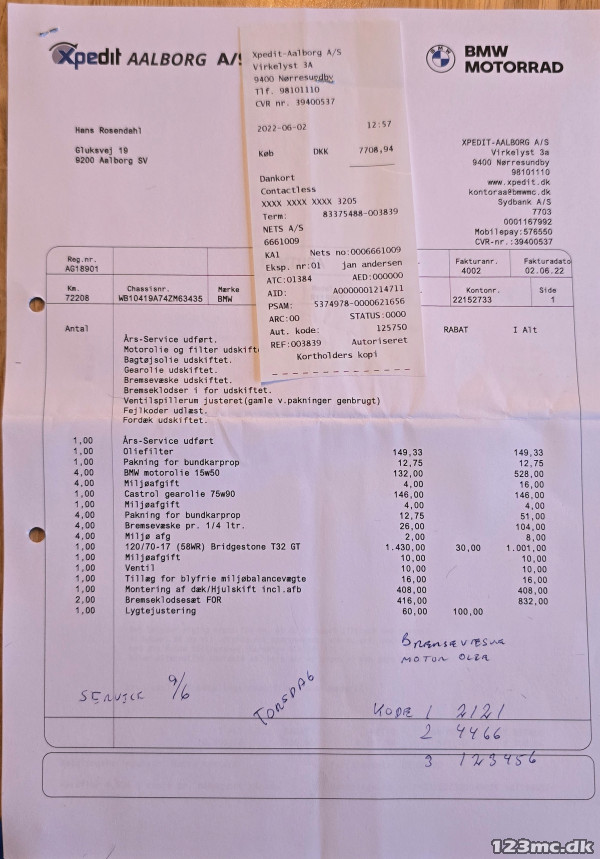 Xpedit AALBORG A/S
BMW
MOTORRAD
Xpedit-Aalborg A/S
Virkelyst 3A
9400 Nørresundby
Tlf. 98101110
CVR nr. 39400537
2022-06-02 12:57
Køb DKK 7708,94
Dankort
Contactless
XXXX XXXX XXXX 3205
Term: 83375488-003839
NETS A/S
6661009
KA1 Nets no:0006661009
Eksp. nr:01 jan andersen
ATC:01384 AED:000000
AID: A0000001214711
PSAM: 5374978-0000621656
ARC:00 STATUS:0000
Aut. kode: 125750
REF:003839 Autoriseret
Kortholders kopi
Hans Rosendahl
Gluksvej 19
9200 Aalborg SV
XPEDIT-AALBORG A/S
Virkelyst 3a
9400 Nørresundby
98101110
www.xpedit.dk
kontoraa@bmwmc.dk
Sydbank A/S
7703
0001167992
Mobilepay:576550
CVR-nr.:39400537
Reg.nr. Fakturanr. Fakturadato
AG18901 4002 02.06.22
Km. Chassisnr. Mærke Kontonr. Side
72208 WB10419A74ZM63435 BMW 22152733 1
Antal RABAT I Alt
Års-Service udført.
Motorolie og filter udskift
Bagtøjsolie udskiftet.
Gearolie udskiftet.
Bremsevæske udskiftet.
Bremseklodser i for udskiftet.
Ventilspillerum justeret(gamle v.pakninger genbrugt)
Fejlkoder udlæst.
Fordæk udskiftet.
1,00 Års-Service udført
1,00 Oliefilter 149,33 149,33
1,00 Pakning for bundkarprop 12,75 12,75
4,00 BMW motorolie 15w50 132,00 528,00
4,00 Miljøafgift 4,00 16,00
1,00 Castrol gearolie 75w90 146,00 146,00
1,00 Miljøafgift 4,00 4,00
4,00 Pakning for bundkarprop 12,75 51,00
4,00 Bremsevæske pr. 1/4 ltr. 26,00 104,00
4,00 Miljø afg 2,00 8,00
1,00 120/70-17 (58WR) Bridgestone T32 GT 1.430,00 30,00 1.001,00
1,00 Miljøafgift 10,00 10,00
1,00 Ventil 10,00 10,00
1,00 Tillæg for blyfrie miljøbalancevægte 16,00 16,00
1,00 Montering af dæk/Hjulskift incl.afb 408,00 408,00
2,00 Bremseklodsesæt FOR 416,00 832,00
1,00 Lygtejustering 60,00 100,00
BREMSEVÆSKE
MOTOR OLER
SERVICE 9/6
TORSDAG
KODE 1 2121
2 4466
3 123456
123mc.dk